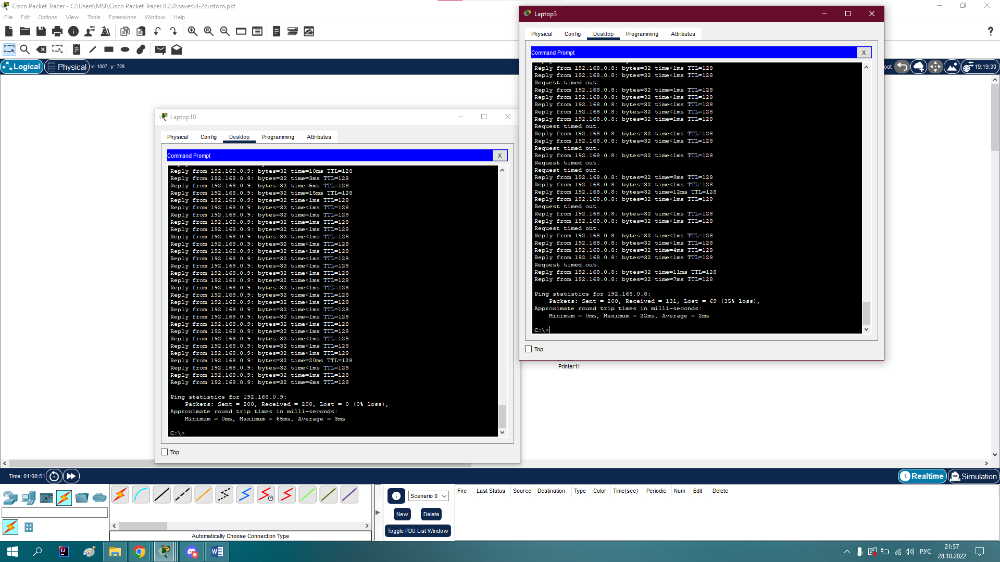 Cisco Packet Tracer - C:\Users\MSI\Cisco Packet Tracer 8.2.0\saves\4-2custom.pkt
File Edit Options View Tools Extensions Window Help
Logical Physical x: 1007, y: 728
oot 19:19:30
Laptop10
Physical Config Desktop Programming Attributes
Command Prompt X
Reply from 192.168.0.9: bytes=32 time=10ms TTL=128
Reply from 192.168.0.9: bytes=32 time=3ms TTL=128
Reply from 192.168.0.9: bytes=32 time=5ms TTL=128
Reply from 192.168.0.9: bytes=32 time=15ms TTL=128
Reply from 192.168.0.9: bytes=32 time<1ms TTL=128
Reply from 192.168.0.9: bytes=32 time<1ms TTL=128
Reply from 192.168.0.9: bytes=32 time=1ms TTL=128
Reply from 192.168.0.9: bytes=32 time=1ms TTL=128
Reply from 192.168.0.9: bytes=32 time<1ms TTL=128
Reply from 192.168.0.9: bytes=32 time<1ms TTL=128
Reply from 192.168.0.9: bytes=32 time<1ms TTL=128
Reply from 192.168.0.9: bytes=32 time<1ms TTL=128
Reply from 192.168.0.9: bytes=32 time<1ms TTL=128
Reply from 192.168.0.9: bytes=32 time<1ms TTL=128
Reply from 192.168.0.9: bytes=32 time<1ms TTL=128
Reply from 192.168.0.9: bytes=32 time<1ms TTL=128
Reply from 192.168.0.9: bytes=32 time<1ms TTL=128
Reply from 192.168.0.9: bytes=32 time<1ms TTL=128
Reply from 192.168.0.9: bytes=32 time<1ms TTL=128
Reply from 192.168.0.9: bytes=32 time<1ms TTL=128
Reply from 192.168.0.9: bytes=32 time=1ms TTL=128
Reply from 192.168.0.9: bytes=32 time<1ms TTL=128
Reply from 192.168.0.9: bytes=32 time<1ms TTL=128
Reply from 192.168.0.9: bytes=32 time<1ms TTL=128
Reply from 192.168.0.9: bytes=32 time<1ms TTL=128
Reply from 192.168.0.9: bytes=32 time<1ms TTL=128
Reply from 192.168.0.9: bytes=32 time=20ms TTL=128
Reply from 192.168.0.9: bytes=32 time<1ms TTL=128
Reply from 192.168.0.9: bytes=32 time=1ms TTL=128
Reply from 192.168.0.9: bytes=32 time=6ms TTL=128
Ping statistics for 192.168.0.9:
Packets: Sent = 200, Received = 200, Lost = 0 (0% loss),
Approximate round trip times in milli-seconds:
Minimum = 0ms, Maximum = 65ms, Average = 3ms
C:\>
Top
Laptop3
Physical Config Desktop Programming Attributes
Command Prompt X
Reply from 192.168.0.8: bytes=32 time<1ms TTL=128
Reply from 192.168.0.8: bytes=32 time<1ms TTL=128
Request timed out.
Reply from 192.168.0.8: bytes=32 time=1ms TTL=128
Reply from 192.168.0.8: bytes=32 time<1ms TTL=128
Reply from 192.168.0.8: bytes=32 time<1ms TTL=128
Reply from 192.168.0.8: bytes=32 time<1ms TTL=128
Reply from 192.168.0.8: bytes=32 time=1ms TTL=128
Request timed out.
Reply from 192.168.0.8: bytes=32 time<1ms TTL=128
Reply from 192.168.0.8: bytes=32 time<1ms TTL=128
Request timed out.
Reply from 192.168.0.8: bytes=32 time<1ms TTL=128
Request timed out.
Request timed out.
Reply from 192.168.0.8: bytes=32 time=9ms TTL=128
Reply from 192.168.0.8: bytes=32 time<1ms TTL=128
Reply from 192.168.0.8: bytes=32 time=12ms TTL=128
Reply from 192.168.0.8: bytes=32 time<1ms TTL=128
Request timed out.
Reply from 192.168.0.8: bytes=32 time<1ms TTL=128
Reply from 192.168.0.8: bytes=32 time<1ms TTL=128
Request timed out.
Reply from 192.168.0.8: bytes=32 time<1ms TTL=128
Reply from 192.168.0.8: bytes=32 time<1ms TTL=128
Reply from 192.168.0.8: bytes=32 time=4ms TTL=128
Reply from 192.168.0.8: bytes=32 time<1ms TTL=128
Request timed out.
Reply from 192.168.0.8: bytes=32 time=11ms TTL=128
Reply from 192.168.0.8: bytes=32 time=7ms TTL=128
Ping statistics for 192.168.0.8:
Packets: Sent = 200, Received = 131, Lost = 69 (35% loss),
Approximate round trip times in milli-seconds:
Minimum = 0ms, Maximum = 22ms, Average = 2ms
C:\>
Top
Printer11
Time: 01:08:51
Realtime Simulation
Scenario 0
New Delete
Toggle PDU List Window
Fire Last Status Source Destination Type Color Time(sec) Periodic Num Edit Delete
Automatically Choose Connection Type
РУС
21:57
28.10.2022